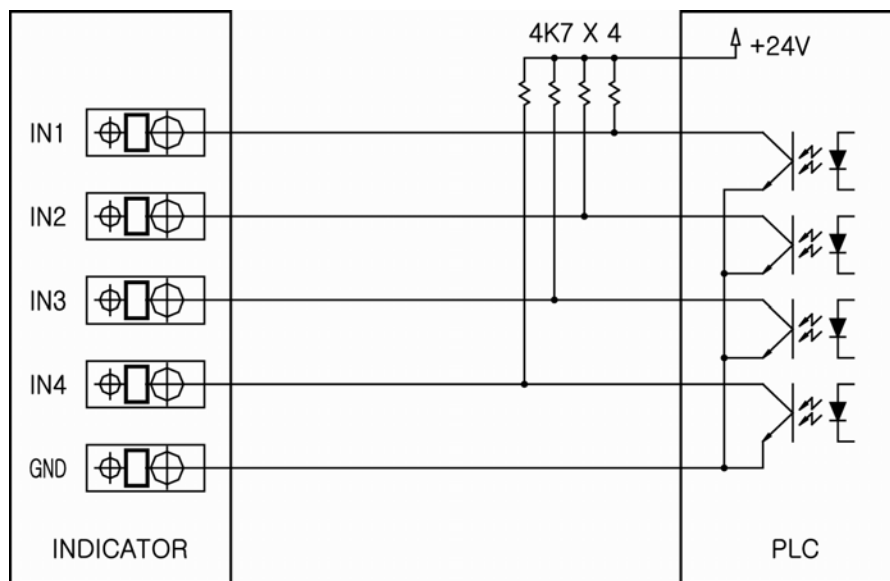 4K7 X 4
+24V
IN1
IN2
IN3
IN4
GND
INDICATOR
PLC